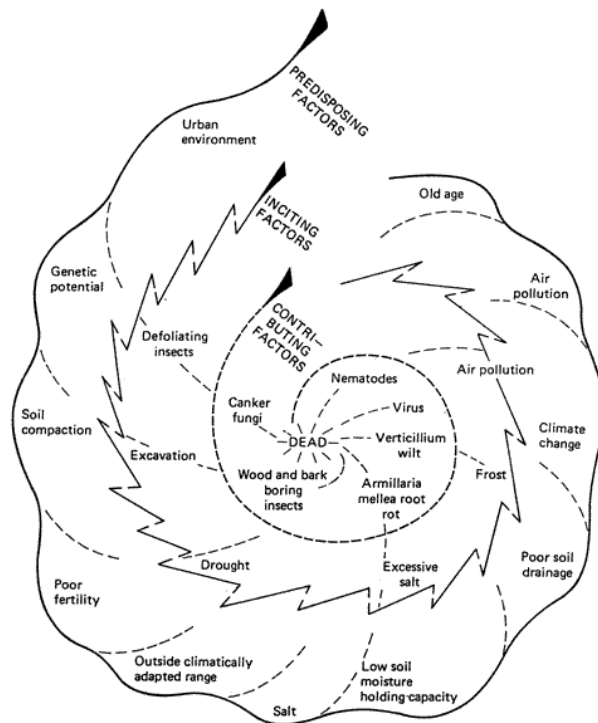 PREDISPOSING
FACTORS
Urban
environment
INCITING
FACTORS
Old age
Genetic
potential
Air
pollution
CONTRI—
BUTING
FACTORS
Defoliating
insects
Nematodes
Air pollution
Canker
fungi
Virus
Soil
compaction
DEAD
Verticillium
wilt
Climate
change
Excavation
Wood and bark
boring
insects
Armillaria
mellea root
rot
Frost
Drought
Excessive
salt
Poor soil
drainage
Poor
fertility
Outside climatically
adapted range
Low soil
moisture
holding capacity
Salt